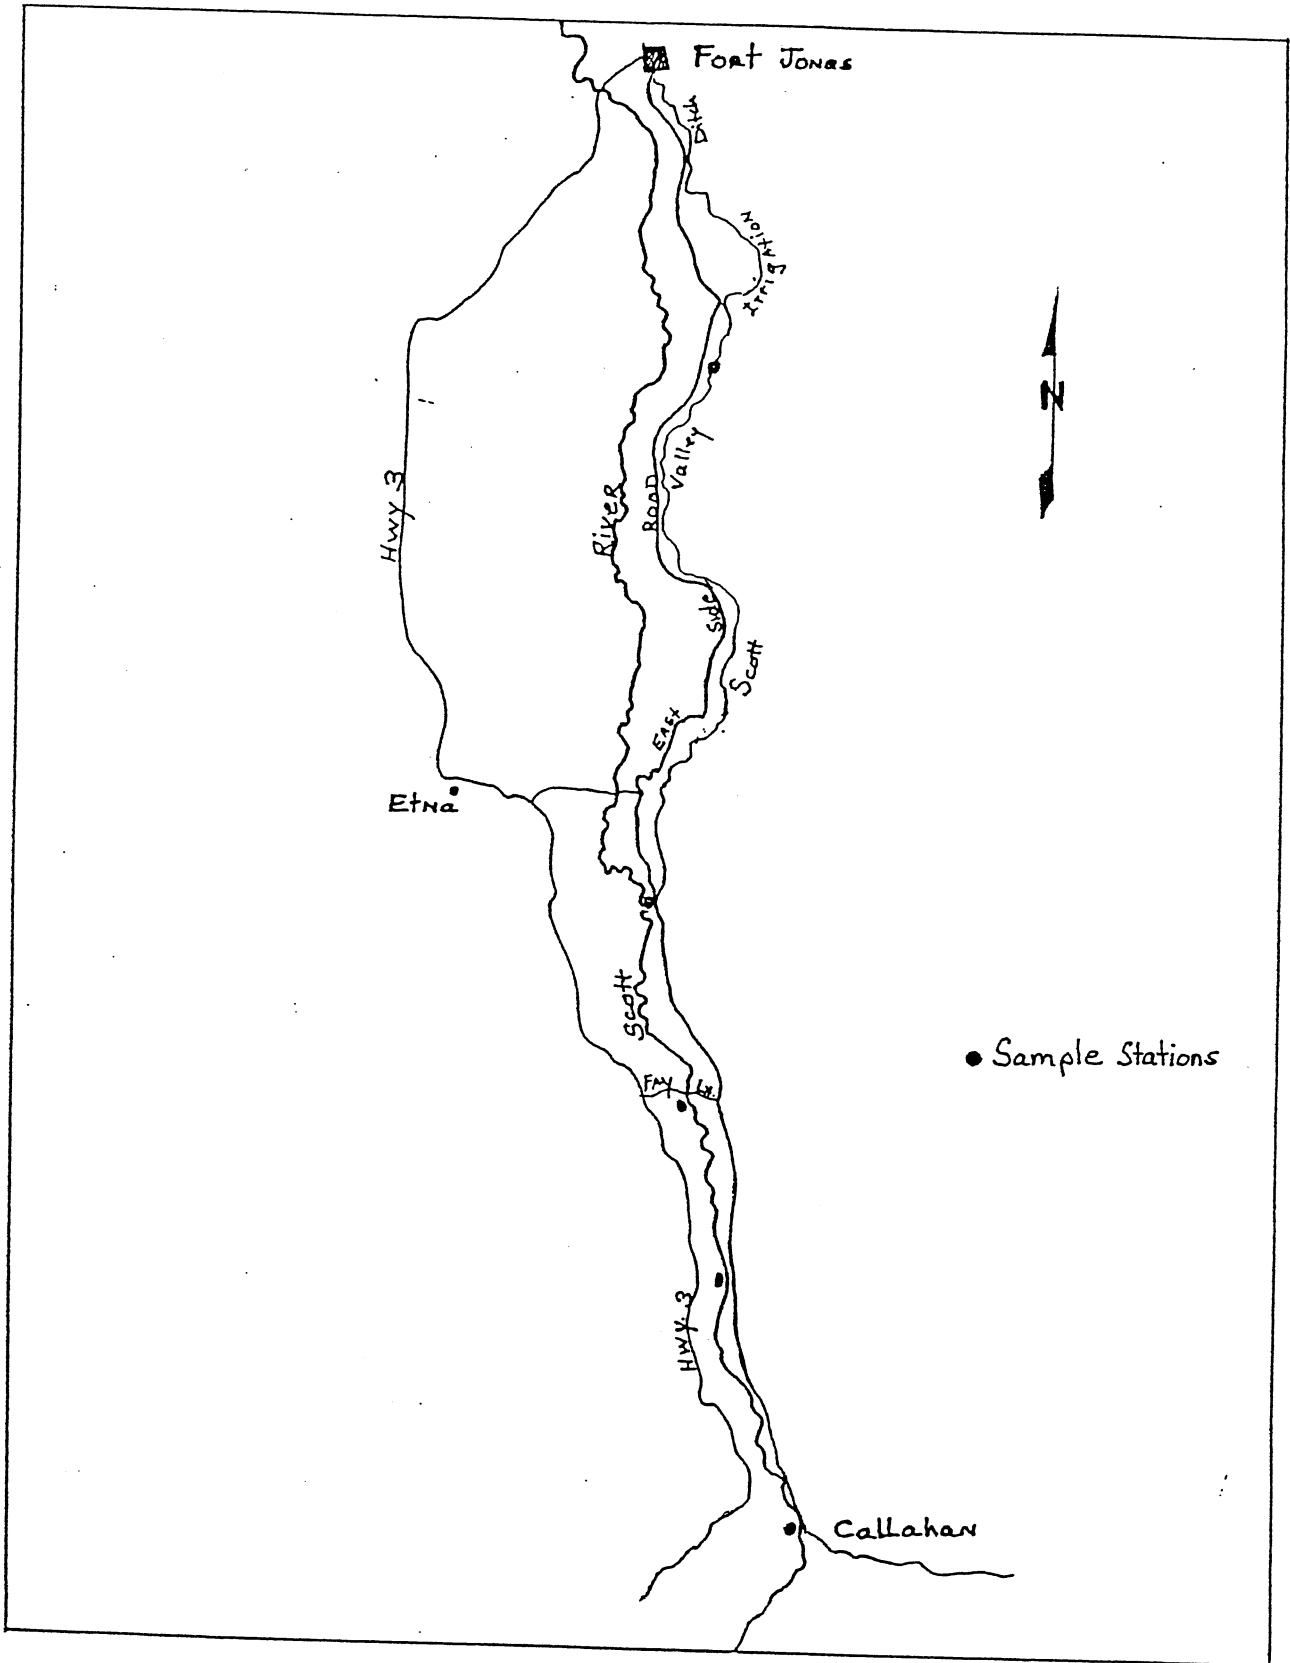 Fort Jones
Ditch
Irrigation
Valley
Scott
Hwy 3
River
Scott
ROAD
Side
East
Etna
N
Sample Stations
Fay Ln.
Hwy. 3
Callahan